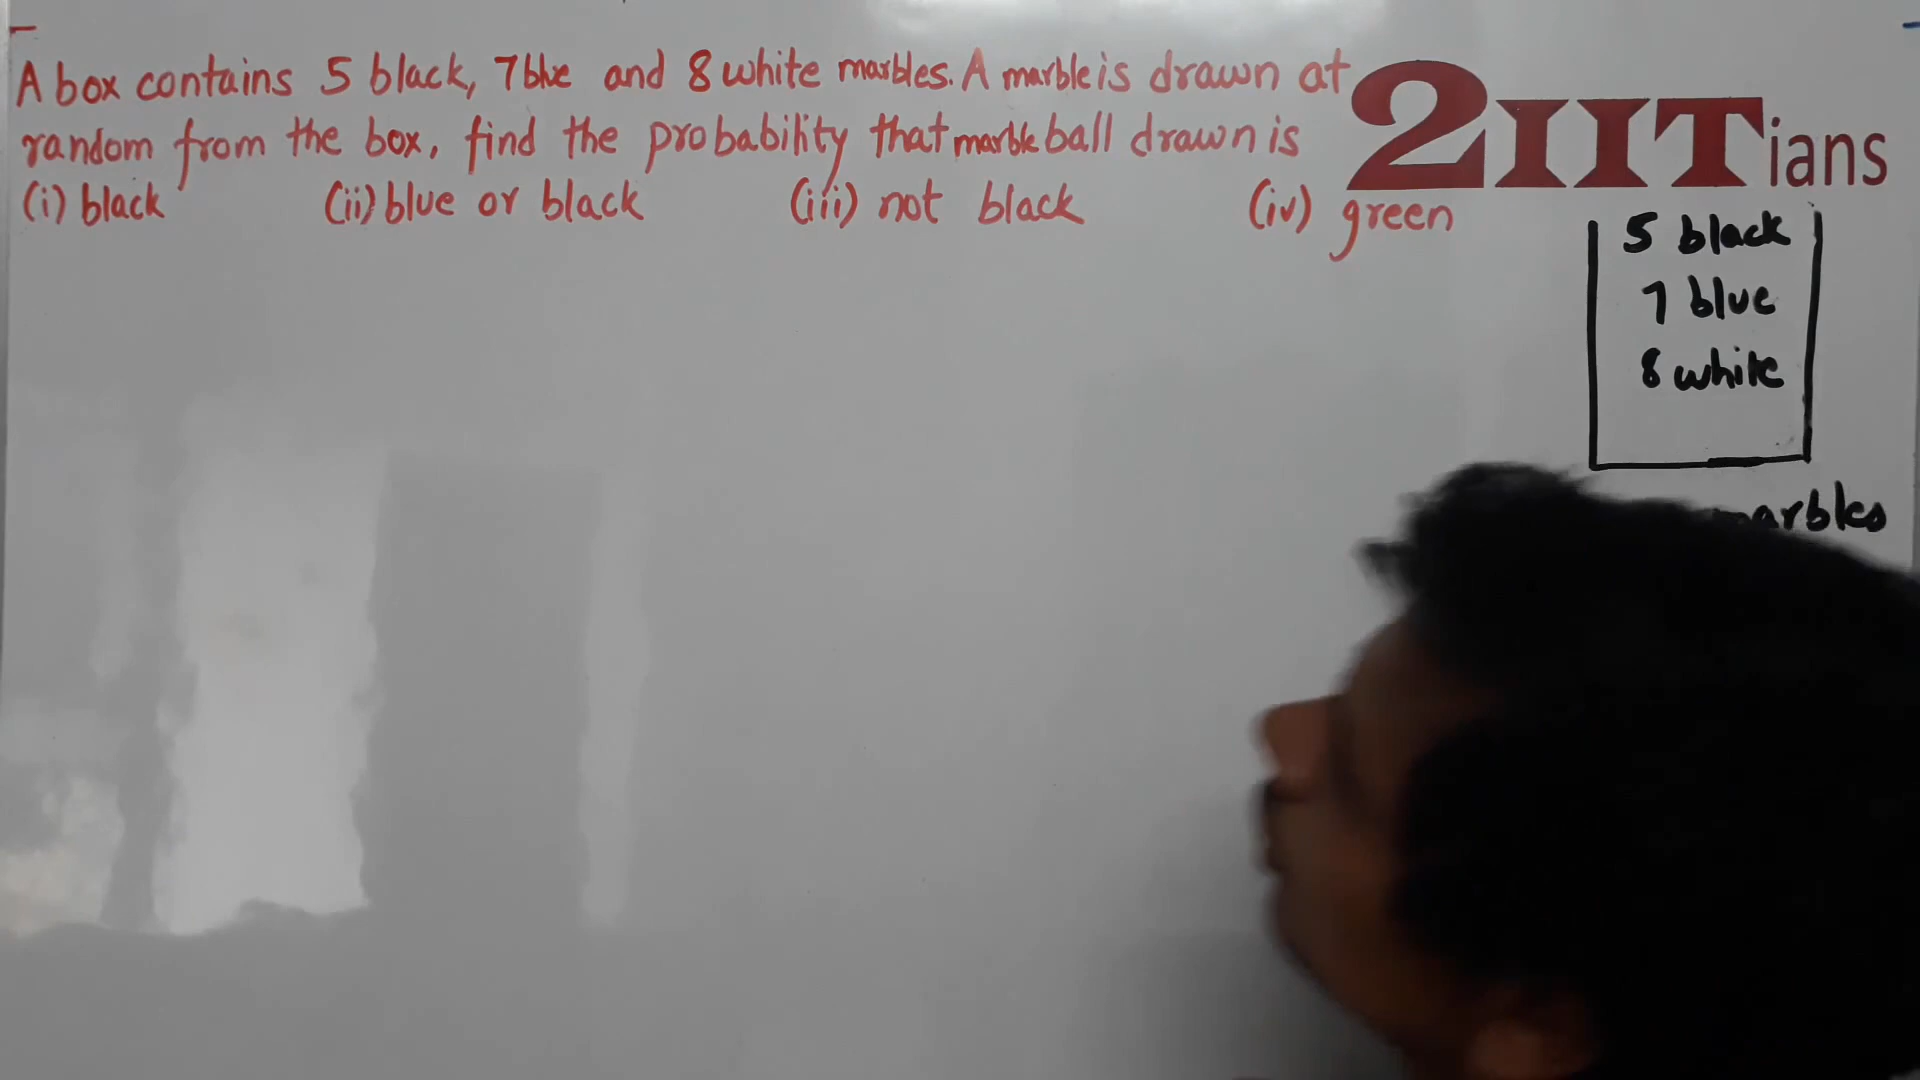 A box contains 5 black, 7 blue and 8 white marbles. A marble is drawn at
random from the box, find the probability that marble ball drawn is
(i) black (ii) blue or black (iii) not black (iv) green
2IITians
5 black
7 blue
8 white
marbles